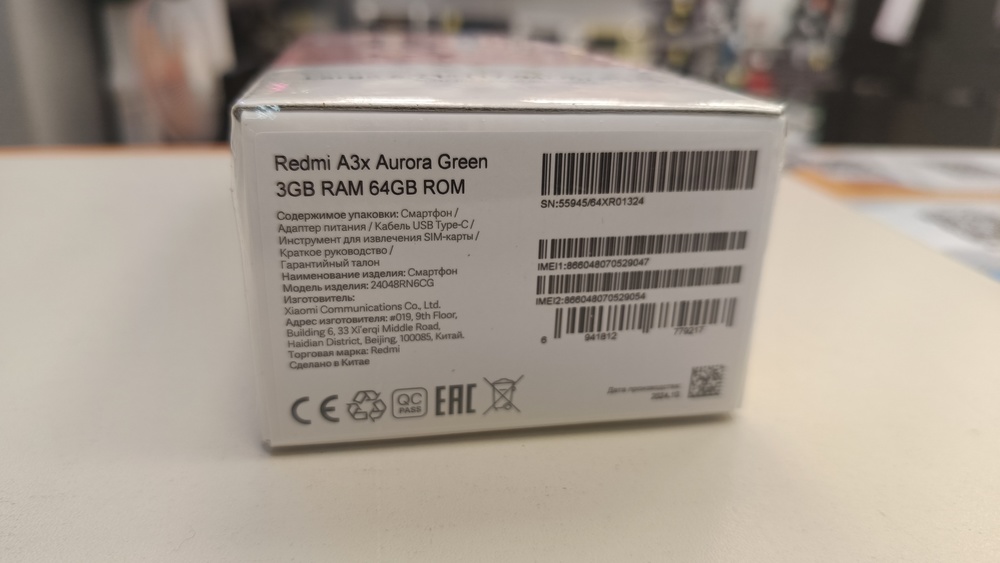 Redmi A3x Aurora Green
3GB RAM 64GB ROM
Содержимое упаковки: Смартфон /
Адаптер питания / Кабель USB Type-C /
Инструмент для извлечения SIM-карты /
Краткое руководство /
Гарантийный талон
Наименование изделия: Смартфон
Модель изделия: 24048RN6CG
Изготовитель:
Xiaomi Communications Co., Ltd.
Адрес изготовителя: #019, 9th Floor,
Building 6, 33 Xi'erqi Middle Road,
Haidian District, Beijing, 100085, Китай.
Торговая марка: Redmi
Сделано в Китае
CE
QC
PASS
EAC
SN:55945/64XR01324
IMEI1:866048070529047
IMEI2:866048070529054
6 941812 779217
Дата производства:
2024.10